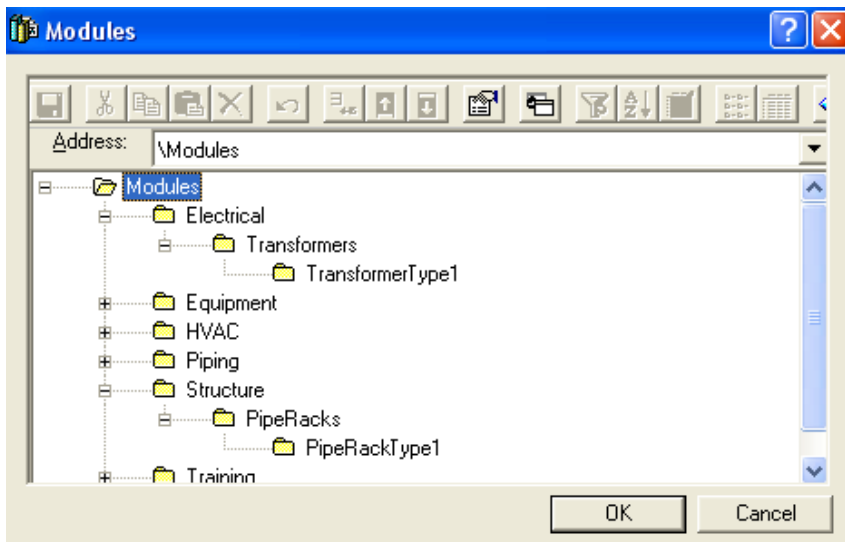 Modules
Address: \Modules
Modules
Electrical
Transformers
TransformerType1
Equipment
HVAC
Piping
Structure
PipeRacks
PipeRackType1
Training
OK Cancel